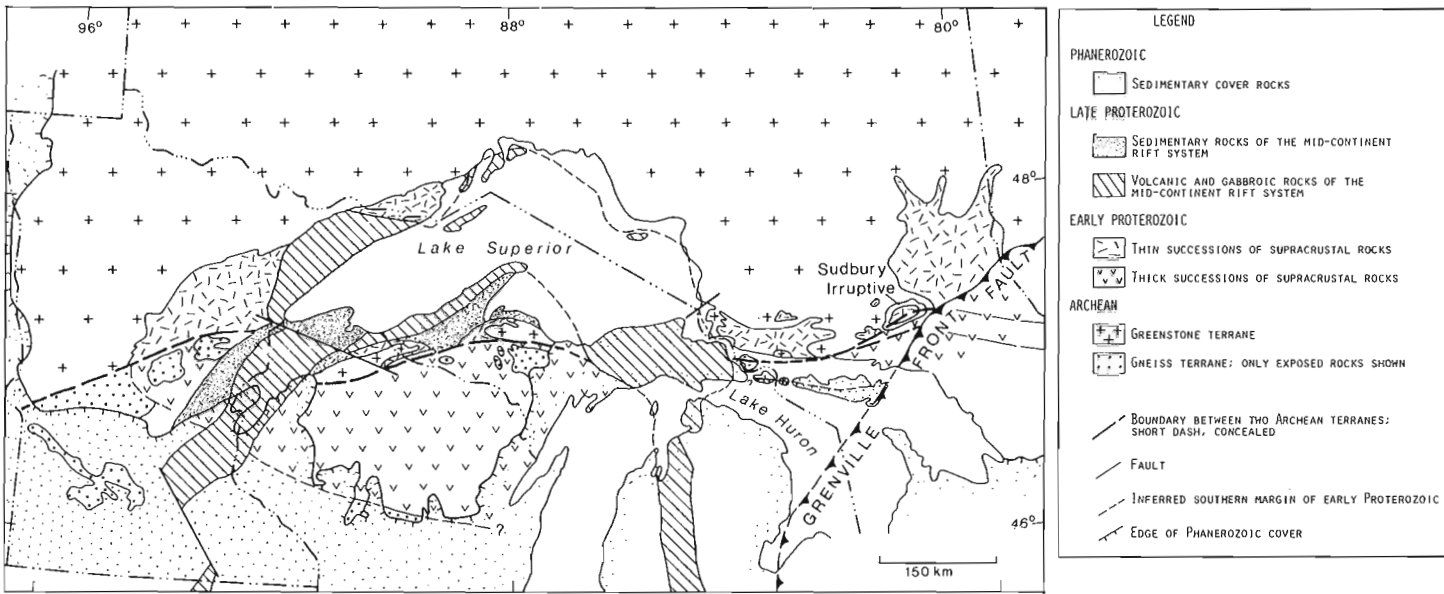 96°
88°
80°
48°
Lake Superior
Sudbury
Irruptive
FAULT
FRONT
Lake Huron
GRENVILLE
46°
?
150 km
LEGEND
PHANEROZOIC
SEDIMENTARY COVER ROCKS
LATE PROTEROZOIC
SEDIMENTARY ROCKS OF THE MID-CONTINENT
RIFT SYSTEM
VOLCANIC AND GABBROIC ROCKS OF THE
MID-CONTINENT RIFT SYSTEM
EARLY PROTEROZOIC
THIN SUCCESSIONS OF SUPRACRUSTAL ROCKS
THICK SUCCESSIONS OF SUPRACRUSTAL ROCKS
ARCHEAN
GREENSTONE TERRANE
GNEISS TERRANE; ONLY EXPOSED ROCKS SHOWN
BOUNDARY BETWEEN TWO ARCHEAN TERRANES;
SHORT DASH, CONCEALED
FAULT
INFERRED SOUTHERN MARGIN OF EARLY PROTEROZOIC
EDGE OF PHANEROZOIC COVER